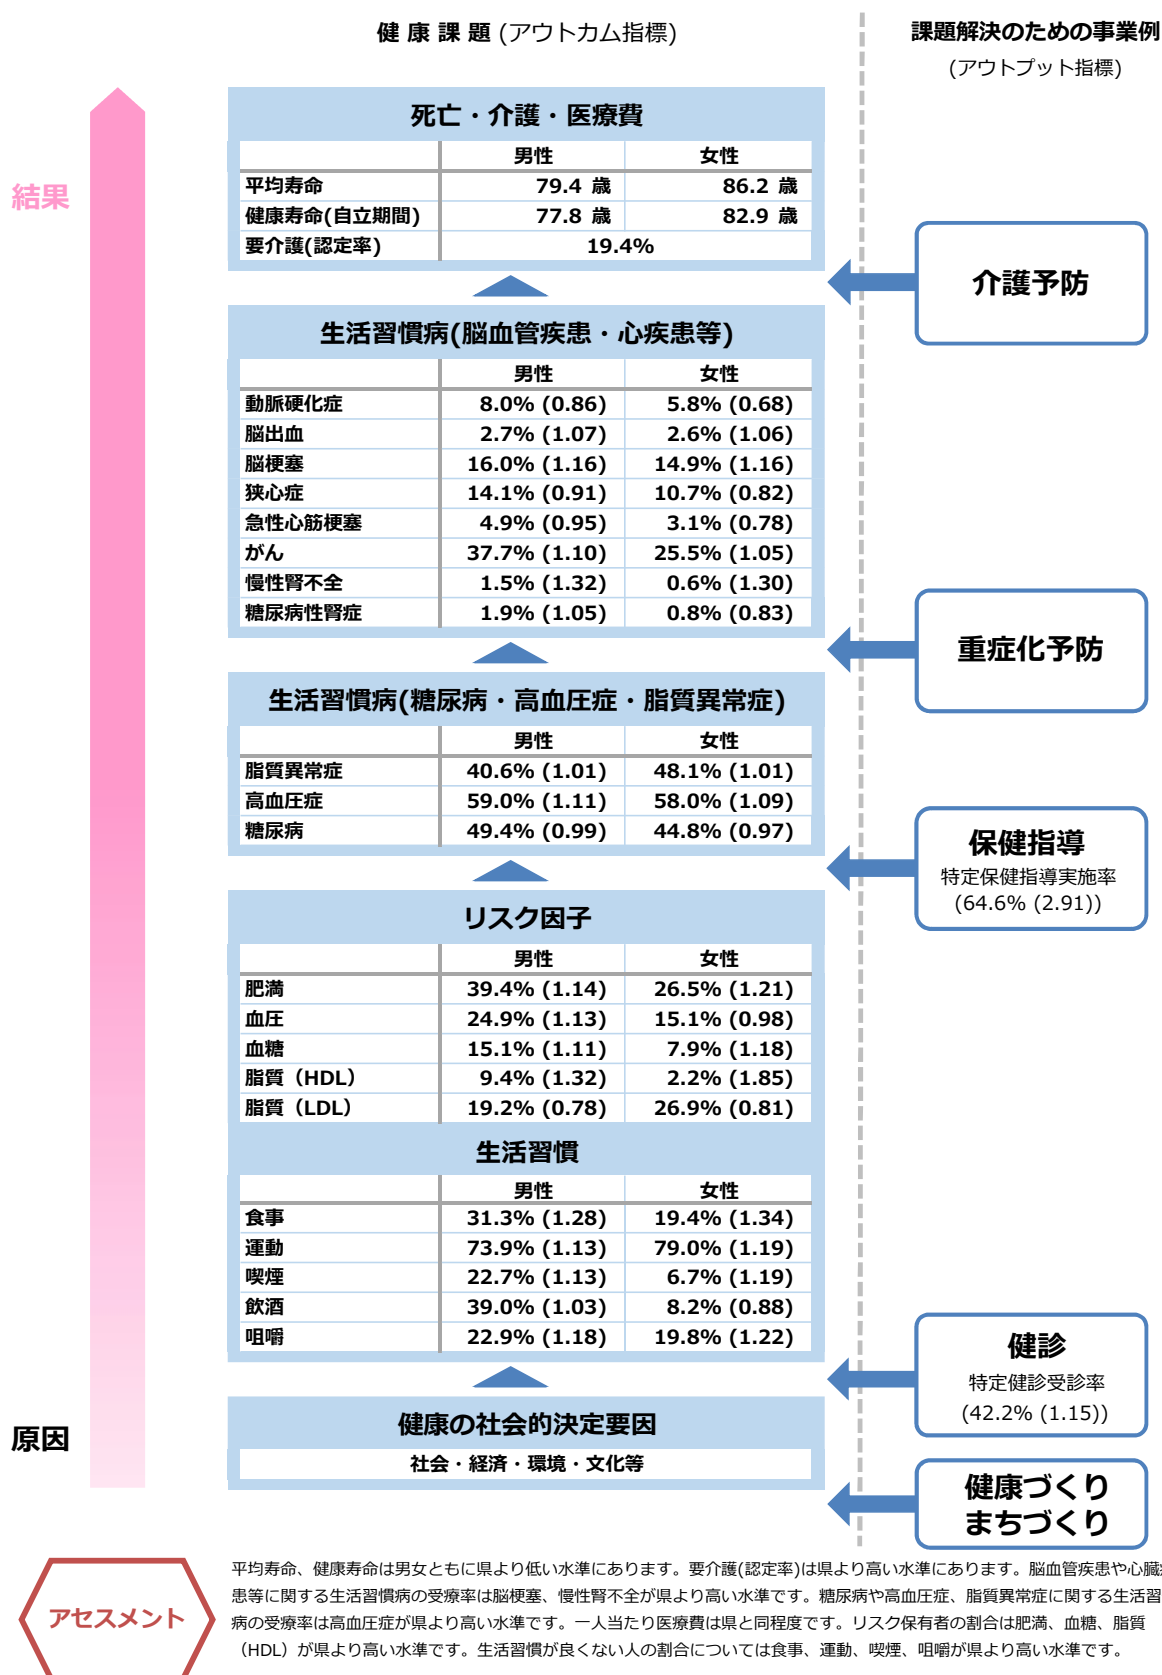 健 康 課 題 (アウトカム指標)
課題解決のための事業例
(アウトプット指標)
結果
原因
死亡・介護・医療費
男性 女性
平均寿命 79.4 歳 86.2 歳
健康寿命(自立期間) 77.8 歳 82.9 歳
要介護(認定率) 19.4%
介護予防
生活習慣病(脳血管疾患・心疾患等)
男性 女性
動脈硬化症 8.0% (0.86) 5.8% (0.68)
脳出血 2.7% (1.07) 2.6% (1.06)
脳梗塞 16.0% (1.16) 14.9% (1.16)
狭心症 14.1% (0.91) 10.7% (0.82)
急性心筋梗塞 4.9% (0.95) 3.1% (0.78)
がん 37.7% (1.10) 25.5% (1.05)
慢性腎不全 1.5% (1.32) 0.6% (1.30)
糖尿病性腎症 1.9% (1.05) 0.8% (0.83)
重症化予防
生活習慣病(糖尿病・高血圧症・脂質異常症)
男性 女性
脂質異常症 40.6% (1.01) 48.1% (1.01)
高血圧症 59.0% (1.11) 58.0% (1.09)
糖尿病 49.4% (0.99) 44.8% (0.97)
保健指導
特定保健指導実施率
(64.6% (2.91))
リスク因子
男性 女性
肥満 39.4% (1.14) 26.5% (1.21)
血圧 24.9% (1.13) 15.1% (0.98)
血糖 15.1% (1.11) 7.9% (1.18)
脂質（HDL） 9.4% (1.32) 2.2% (1.85)
脂質（LDL） 19.2% (0.78) 26.9% (0.81)
生活習慣
男性 女性
食事 31.3% (1.28) 19.4% (1.34)
運動 73.9% (1.13) 79.0% (1.19)
喫煙 22.7% (1.13) 6.7% (1.19)
飲酒 39.0% (1.03) 8.2% (0.88)
咀嚼 22.9% (1.18) 19.8% (1.22)
健診
特定健診受診率
(42.2% (1.15))
健康の社会的決定要因
社会・経済・環境・文化等
健康づくり
まちづくり
アセスメント
平均寿命、健康寿命は男女ともに県より低い水準にあります。要介護(認定率)は県より高い水準にあります。脳血管疾患や心臓
患等に関する生活習慣病の受療率は脳梗塞、慢性腎不全が県より高い水準です。糖尿病や高血圧症、脂質異常症に関する生活習
病の受療率は高血圧症が県より高い水準です。一人当たり医療費は県と同程度です。リスク保有者の割合は肥満、血糖、脂質
（HDL）が県より高い水準です。生活習慣が良くない人の割合については食事、運動、喫煙、咀嚼が県より高い水準です。